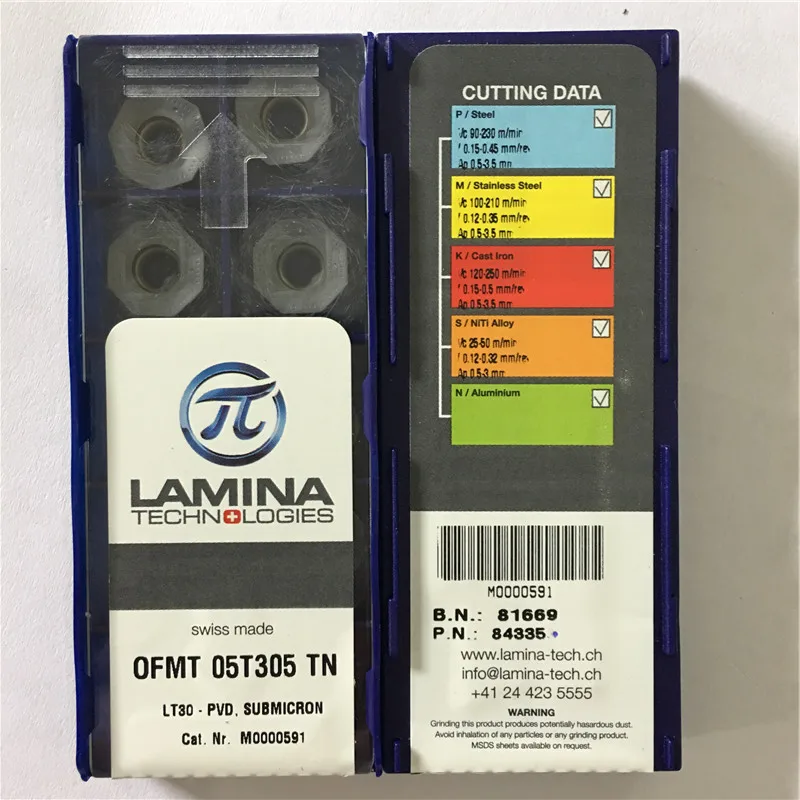 π
LAMINA
TECHNOLOGIES
swiss made
OFMT 05T305 TN
LT30 - PVD, SUBMICRON
Cat. Nr. M0000591
CUTTING DATA
P / Steel
Vc 90-230 m/min
f 0.15-0.45 mm/rev
Ap 0.5-3.5 mm
M / Stainless Steel
Vc 100-210 m/min
f 0.12-0.35 mm/rev
Ap 0.5-3.5 mm
K / Cast Iron
Vc 120-250 m/min
f 0.15-0.5 mm/rev
Ap 0.5-3.5 mm
S / NiTi Alloy
Vc 25-50 m/min
f 0.12-0.32 mm/rev
Ap 0.5-3 mm
N / Aluminium
M0000591
B.N.: 81669
P.N.: 84335
www.lamina-tech.ch
info@lamina-tech.ch
+41 24 423 5555
WARNING
Grinding this product produces potentially hazardous dust.
Avoid inhalation of any particles or any grinding product.
MSDS sheets available on request.